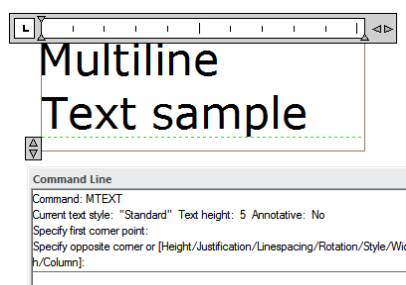 L
Multiline
Text sample
Command Line
Command: MTEXT
Current text style: "Standard" Text height: 5 Annotative: No
Specify first corner point:
Specify opposite corner or [Height/Justification/Linespacing/Rotation/Style/Wid
h/Column]: